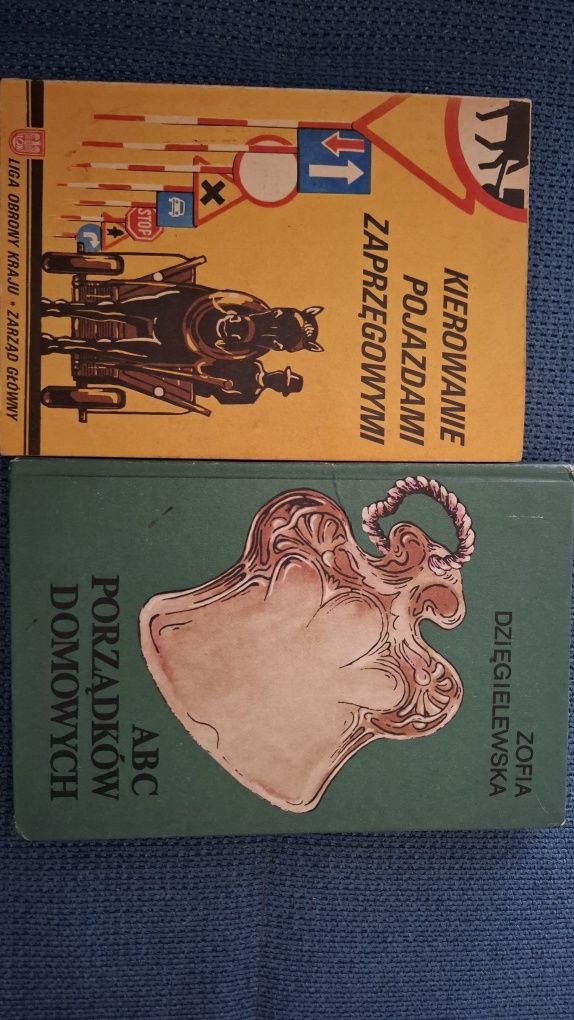 KIEROWANIE
POJAZDAMI
ZAPRZĘGOWYMI
STOP
LIGA OBRONY KRAJU • ZARZĄD GŁÓWNY
ZOFIA
DZIĘGIELEWSKA
ABC
PORZĄDKÓW
DOMOWYCH